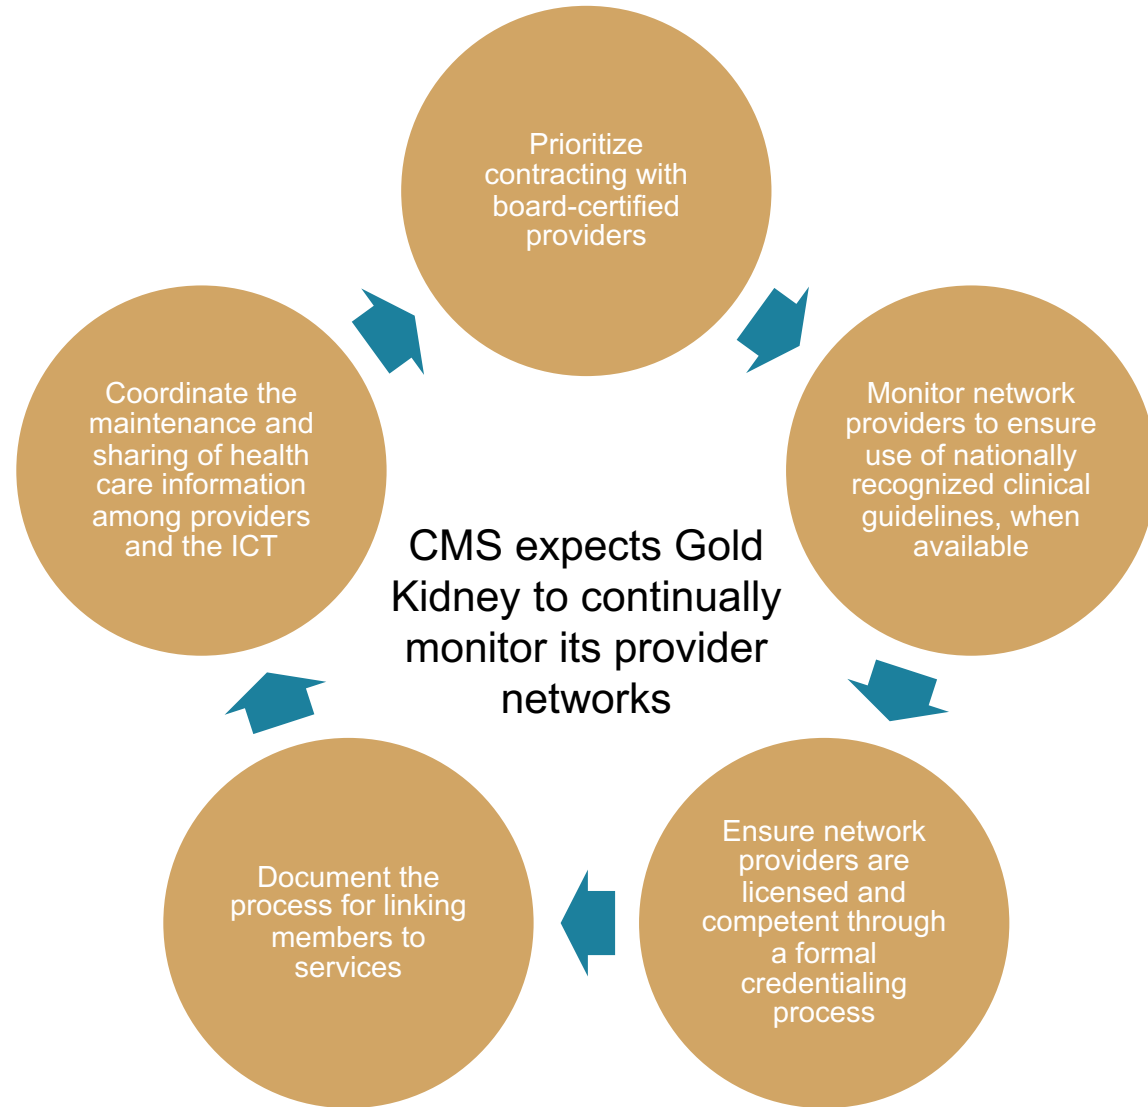 Prioritize
contracting with
board-certified
providers
Monitor network
providers to ensure
use of nationally
recognized clinical
guidelines, when
available
Ensure network
providers are
licensed and
competent through
a formal
credentialing
process
Document the
process for linking
members to
services
Coordinate the
maintenance and
sharing of health
care information
among providers
and the ICT
CMS expects Gold
Kidney to continually
monitor its provider
networks